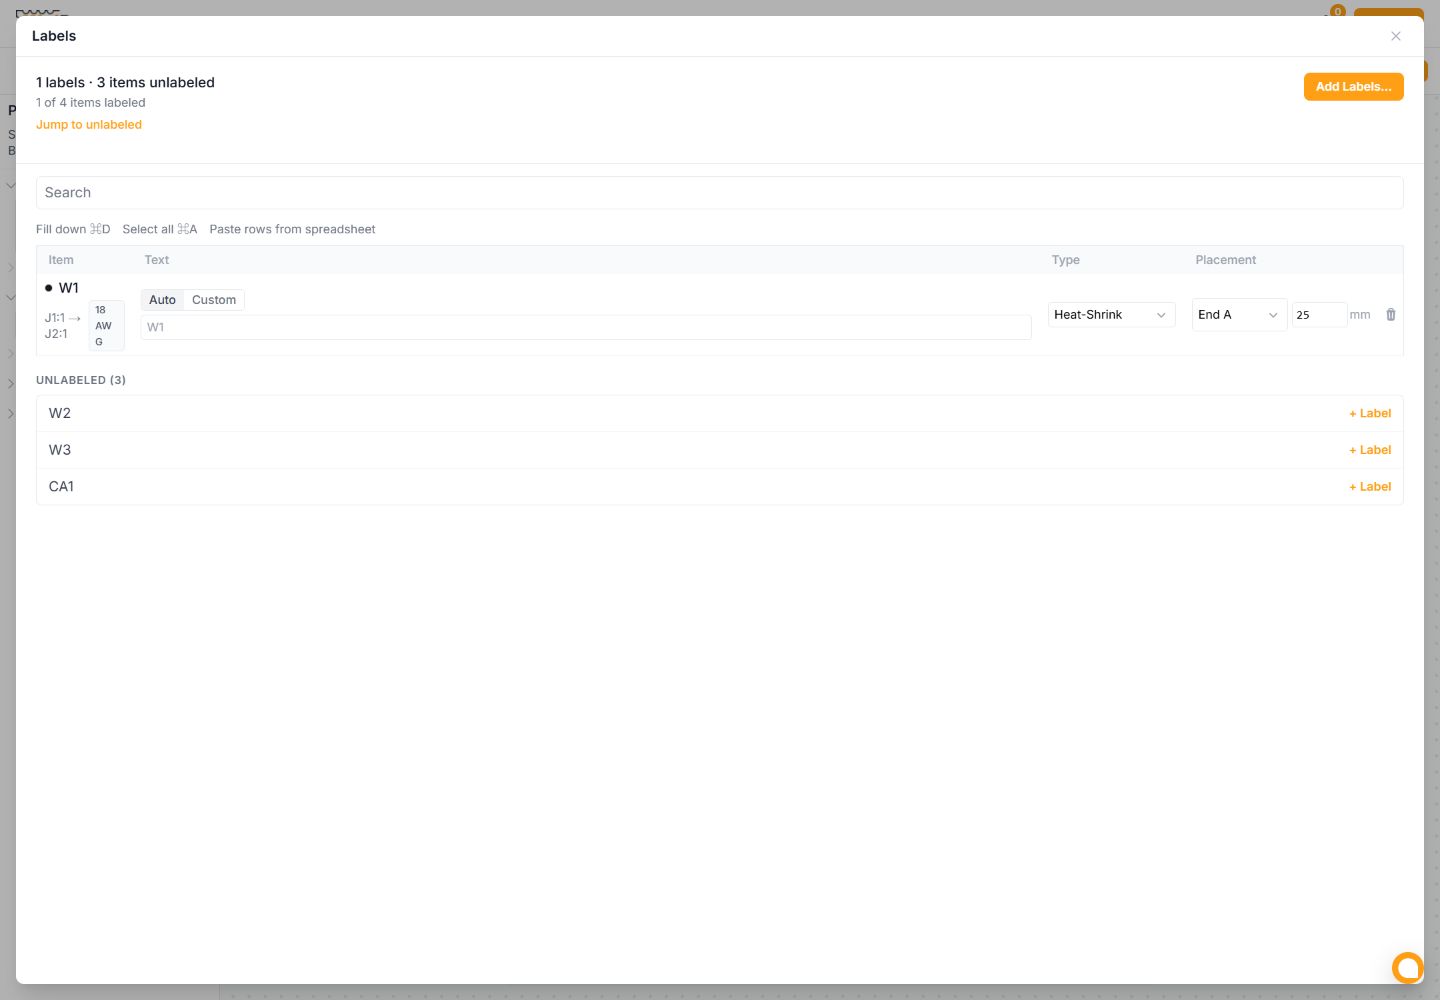 0
Labels
1 labels · 3 items unlabeled
Add Labels...
1 of 4 items labeled
Jump to unlabeled
P
S
B
Search
Fill down ⌘D Select all ⌘A Paste rows from spreadsheet
Item Text Type Placement
W1
J1:1 →
J2:1
18
AW
G
Auto Custom
W1
Heat-Shrink
End A
25 mm
UNLABELED (3)
W2 + Label
W3 + Label
CA1 + Label